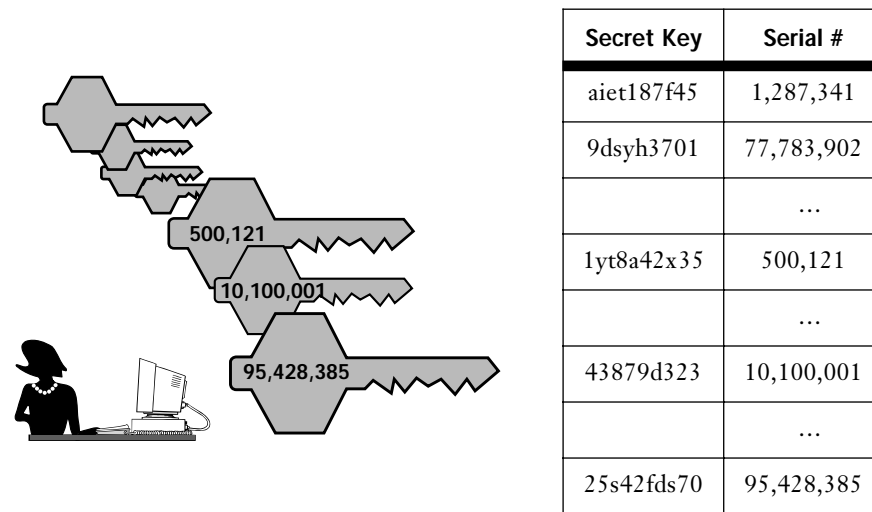 500,121
10,100,001
95,428,385
Secret Key Serial #
aiet187f45 1,287,341
9dsyh3701 77,783,902
…
1yt8a42x35 500,121
…
43879d323 10,100,001
…
25s42fds70 95,428,385